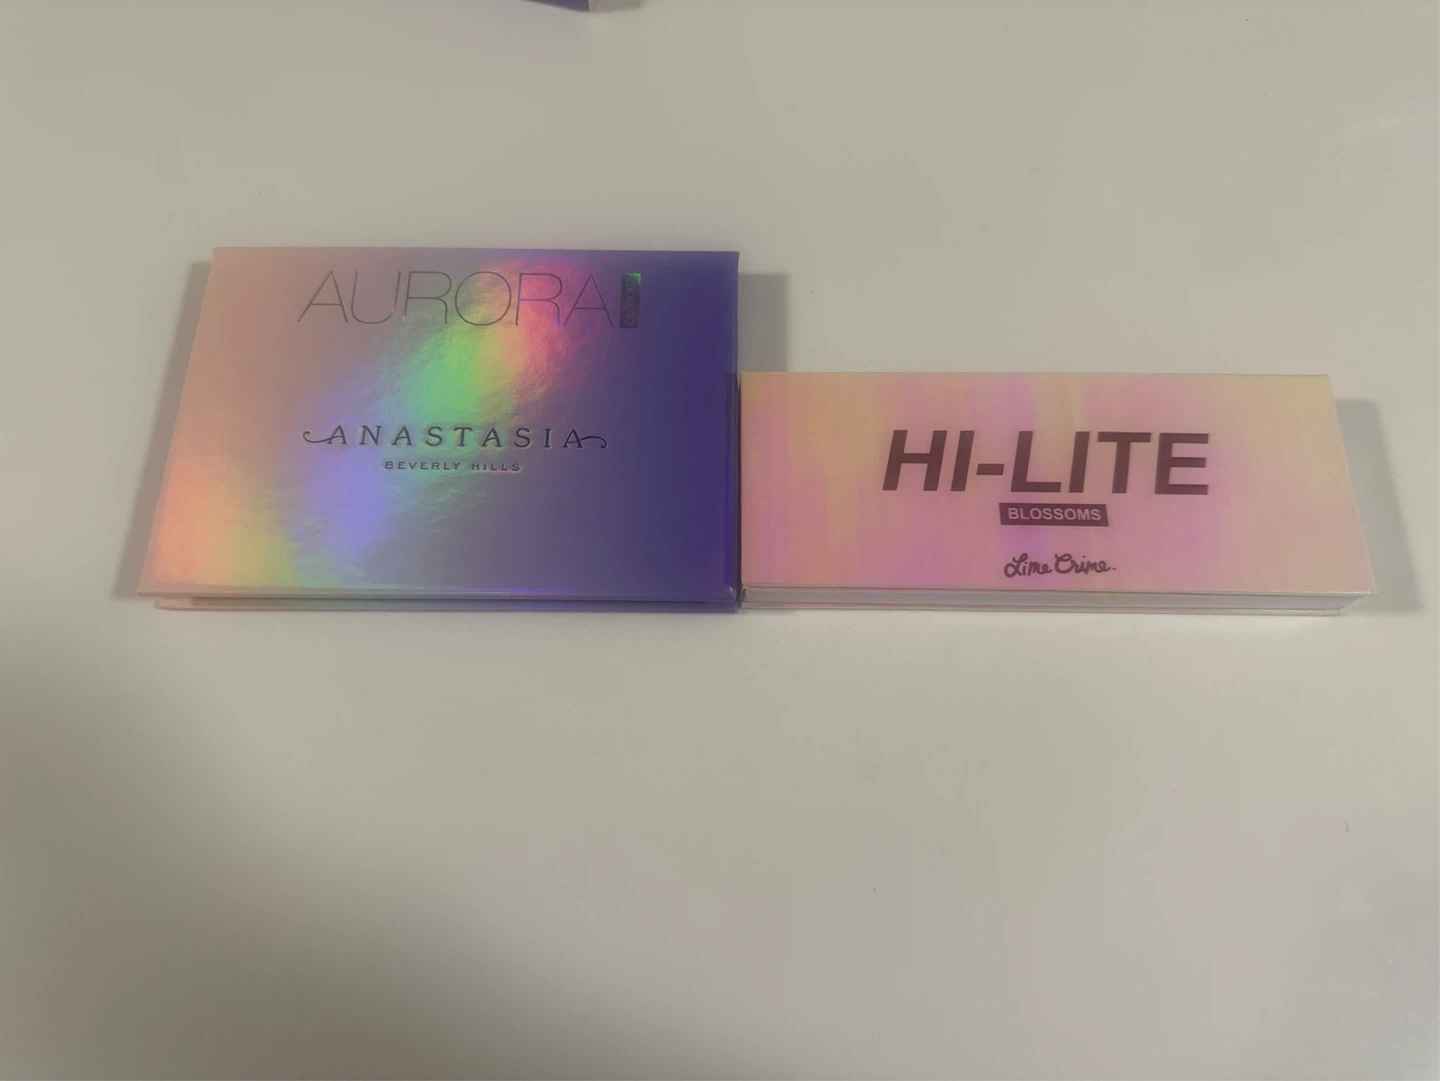 AURORA
ANASTASIA
BEVERLY HILLS
HI-LITE
BLOSSOMS
Lime Crime.